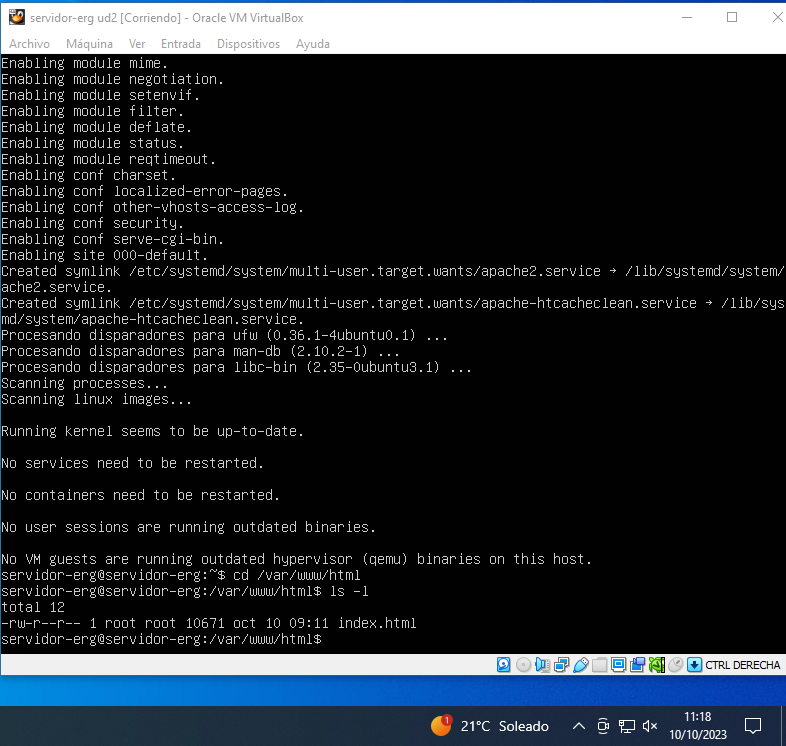 servidor-erg ud2 [Corriendo] - Oracle VM VirtualBox
Archivo Máquina Ver Entrada Dispositivos Ayuda
Enabling module mime.
Enabling module negotiation.
Enabling module setenvif.
Enabling module filter.
Enabling module deflate.
Enabling module status.
Enabling module reqtimeout.
Enabling conf charset.
Enabling conf localized-error-pages.
Enabling conf other-vhosts-access-log.
Enabling conf security.
Enabling conf serve-cgi-bin.
Enabling site 000-default.
Created symlink /etc/systemd/system/multi-user.target.wants/apache2.service → /lib/systemd/system/
ache2.service.
Created symlink /etc/systemd/system/multi-user.target.wants/apache-htcacheclean.service → /lib/sys
md/system/apache-htcacheclean.service.
Procesando disparadores para ufw (0.36.1-4ubuntu0.1) ...
Procesando disparadores para man-db (2.10.2-1) ...
Procesando disparadores para libc-bin (2.35-0ubuntu3.1) ...
Scanning processes...
Scanning linux images...
Running kernel seems to be up-to-date.
No services need to be restarted.
No containers need to be restarted.
No user sessions are running outdated binaries.
No VM guests are running outdated hypervisor (qemu) binaries on this host.
servidor-erg@servidor-erg:~$ cd /var/www/html
servidor-erg@servidor-erg:/var/www/html$ ls -l
total 12
-rw-r--r-- 1 root root 10671 oct 10 09:11 index.html
servidor-erg@servidor-erg:/var/www/html$
CTRL DERECHA
1
21°C Soleado
11:18
10/10/2023